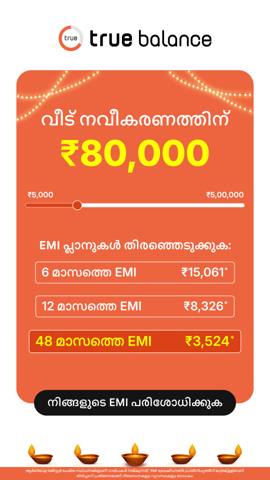 true
true balance
വീട് നവീകരണത്തിന്
₹80,000
₹5,000 ₹5,00,000
EMI പ്ലാനുകൾ തിരഞ്ഞെടുക്കുക:
6 മാസത്തെ EMI ₹15,061*
12 മാസത്തെ EMI ₹8,326*
48 മാസത്തെ EMI ₹3,524*
നിങ്ങളുടെ EMI പരിശോധിക്കുക